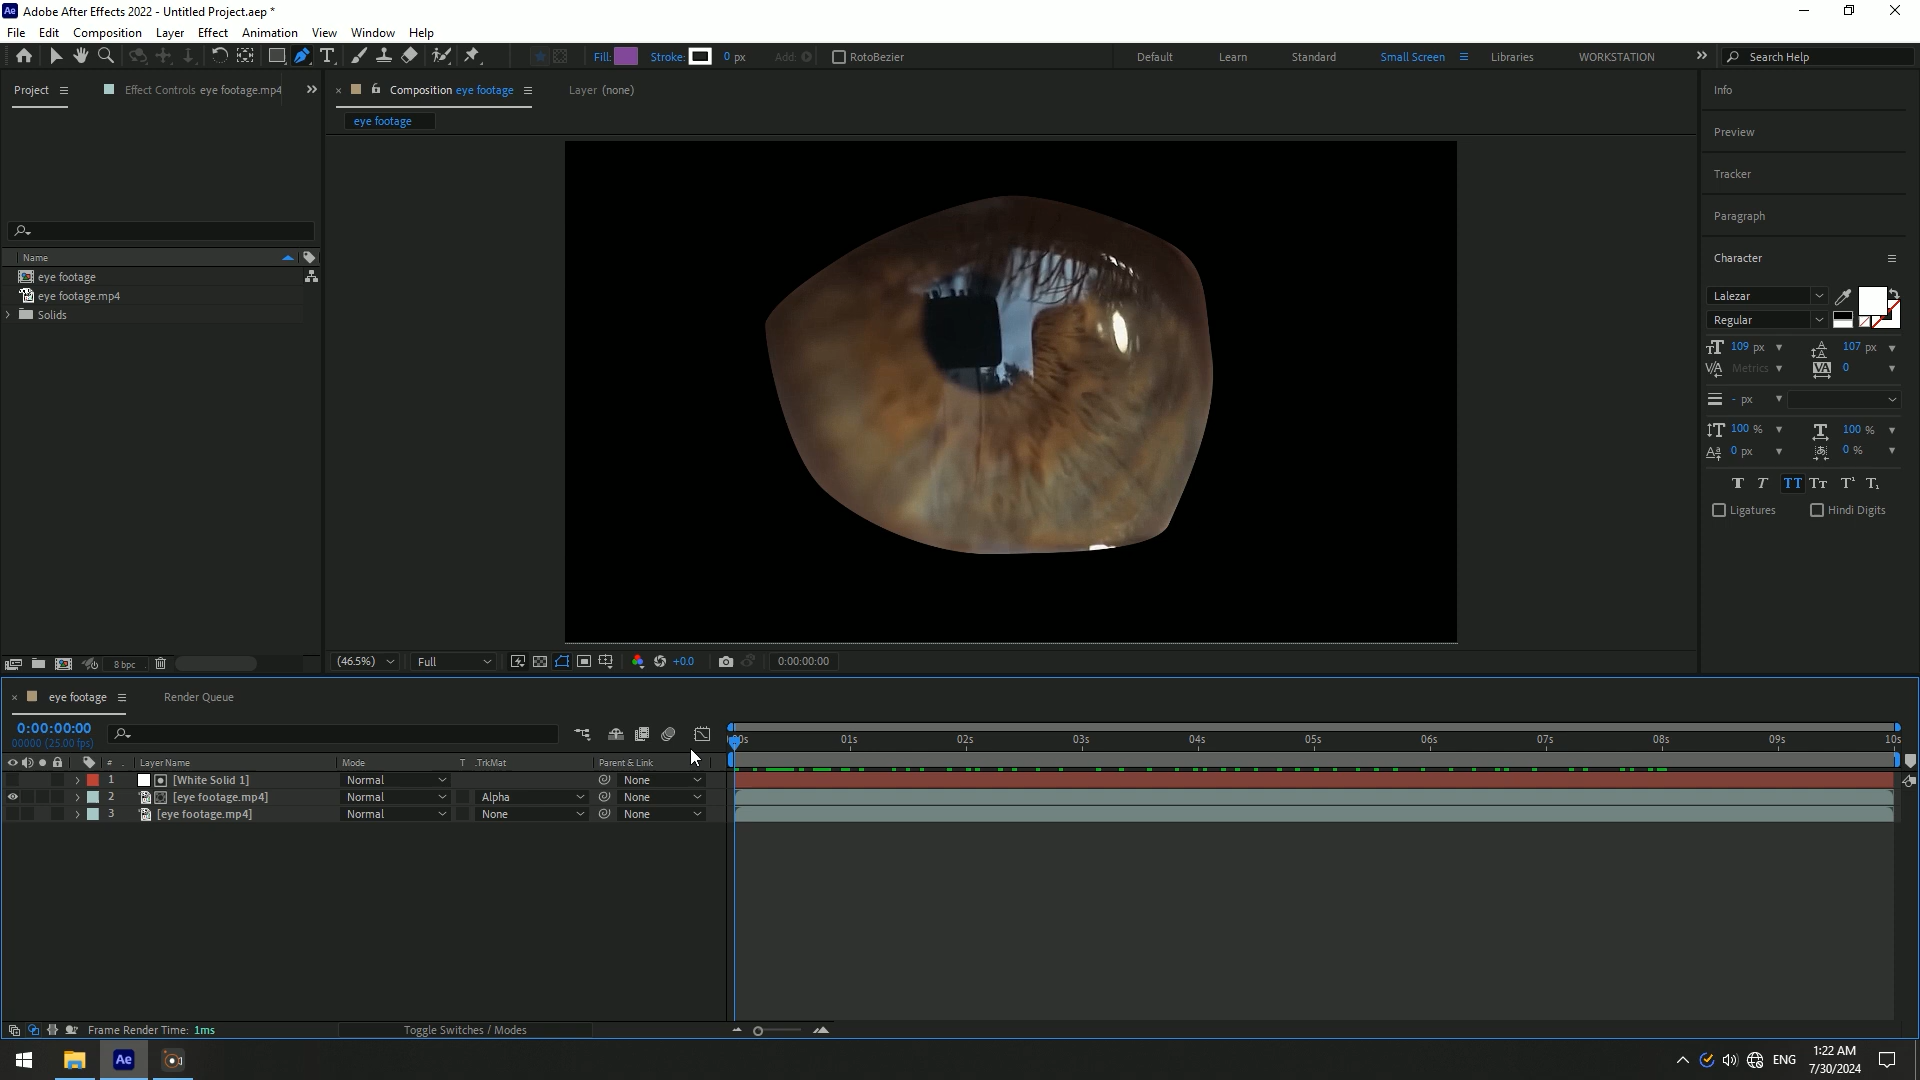 Adobe After Effects 2022 - Untitled Project.aep *
File Edit Composition Layer Effect Animation View Window Help
Fill: Stroke: 0 px Add: RotoBezier Default Learn Standard Small Screen Libraries WORKSTATION Search Help
Project Effect Controls eye footage.mp4
Composition eye footage Layer (none)
eye footage
Info
Preview
Tracker
Paragraph
Character
Lalezar
Regular
109 px 107 px
Metrics 0
- px
100 % 100 %
0 px 0 %
T T TT Tt T¹ T₁
Ligatures Hindi Digits
Name
eye footage
eye footage.mp4
Solids
8 bpc
(46.5%) Full +0.0 0:00:00:00
eye footage Render Queue
0:00:00:00
00000 (25.00 fps)
00s 01s 02s 03s 04s 05s 06s 07s 08s 09s 10s
# Layer Name Mode T .TrkMat Parent & Link
1 [White Solid 1] Normal None
2 [eye footage.mp4] Normal Alpha None
3 [eye footage.mp4] Normal None None
Frame Render Time: 1ms Toggle Switches / Modes
Ae ENG 1:22 AM
7/30/2024